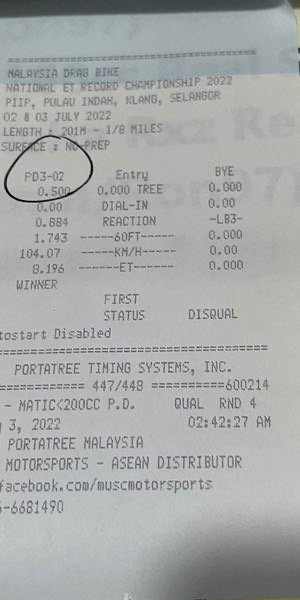 MALAYSIA DRAG BIKE
NATIONAL ET RECORD CHAMPIONSHIP 2022
PIIP, PULAU INDAH, KLANG, SELANGOR
02 & 03 JULY 2022
LENGTH : 201M - 1/8 MILES
SURFACE : NO PREP
PD3-02 Entry BYE
0.500 0.000 TREE 0.000
0.00 DIAL-IN 0.00
0.884 REACTION -LB3-
1.743 -----60FT----- 0.000
104.07 -----KM/H----- 0.00
8.196 ------ET------ 0.000
WINNER
FIRST
STATUS DISQUAL
tostart Disabled
PORTATREE TIMING SYSTEMS, INC.
============ 447/448 ==========600214
- MATIC<200CC P.D. QUAL RND 4
3, 2022 02:42:27 AM
PORTATREE MALAYSIA
MOTORSPORTS - ASEAN DISTRIBUTOR
facebook.com/muscmotorsports
-6681490